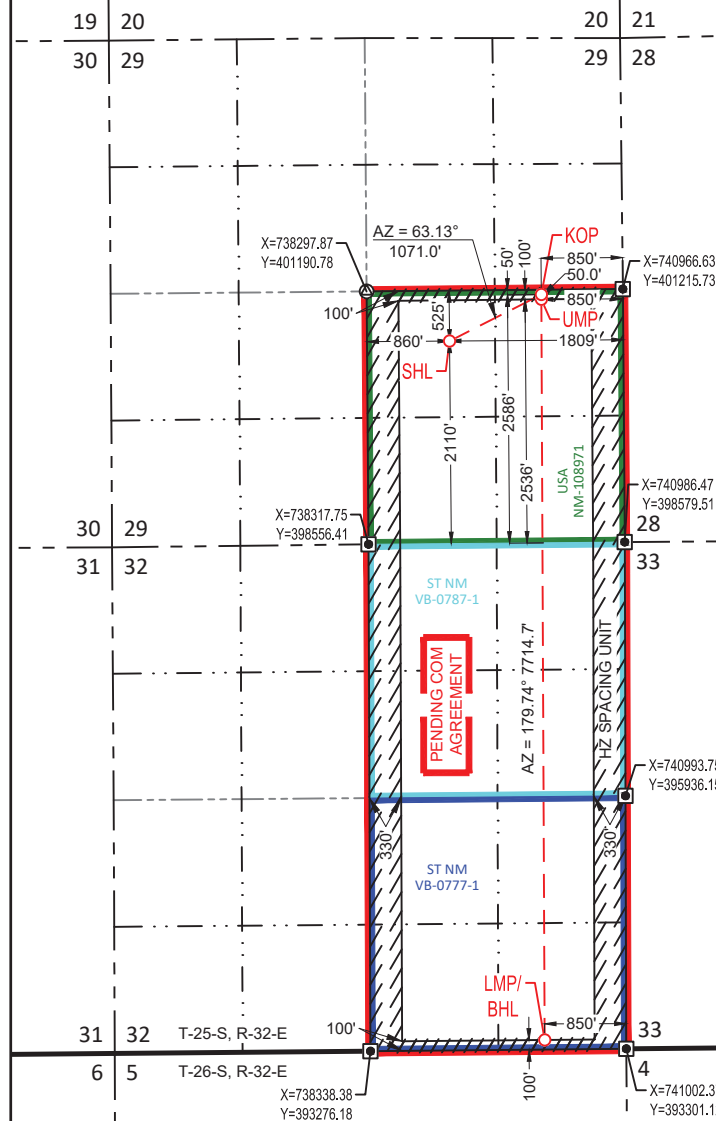 19 20
20 21
30 29
29 28
AZ = 63.13°
1071.0'
50'
100'
KOP
850'
X=738297.87
Y=401190.78
X=740966.63
Y=401215.73
50.0'
850'
100'
525'
UMP
860'
1809'
SHL
2110'
2586'
2536'
USA
NM-108971
X=740986.47
Y=398579.51
X=738317.75
Y=398556.41
30 29
28
31 32
33
ST NM
VB-0787-1
PENDING COM
AGREEMENT
AZ = 179.74° 7714.7'
HZ SPACING UNIT
X=740993.75
Y=395936.15
330'
330'
ST NM
VB-0777-1
LMP/
BHL
31 32
T-25-S, R-32-E
100'
850'
33
6 5
T-26-S, R-32-E
100'
4
X=738338.38
Y=393276.18
X=741002.3
Y=393301.1